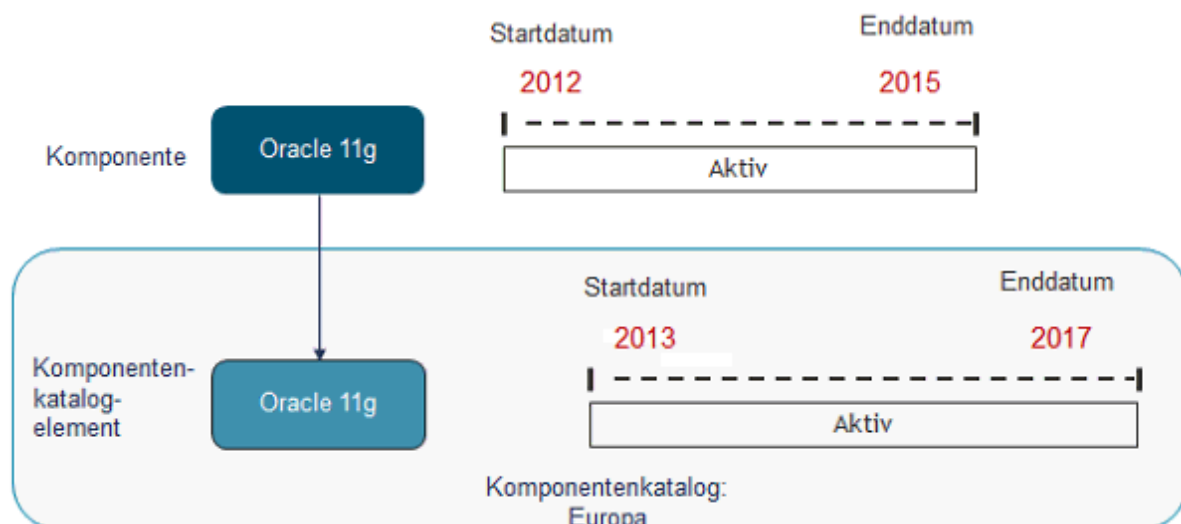 Startdatum
Enddatum
2012
2015
Komponente
Oracle 11g
Aktiv
Startdatum
Enddatum
2013
2017
Komponenten-
katalog-
element
Oracle 11g
Aktiv
Komponentenkatalog:
Europa